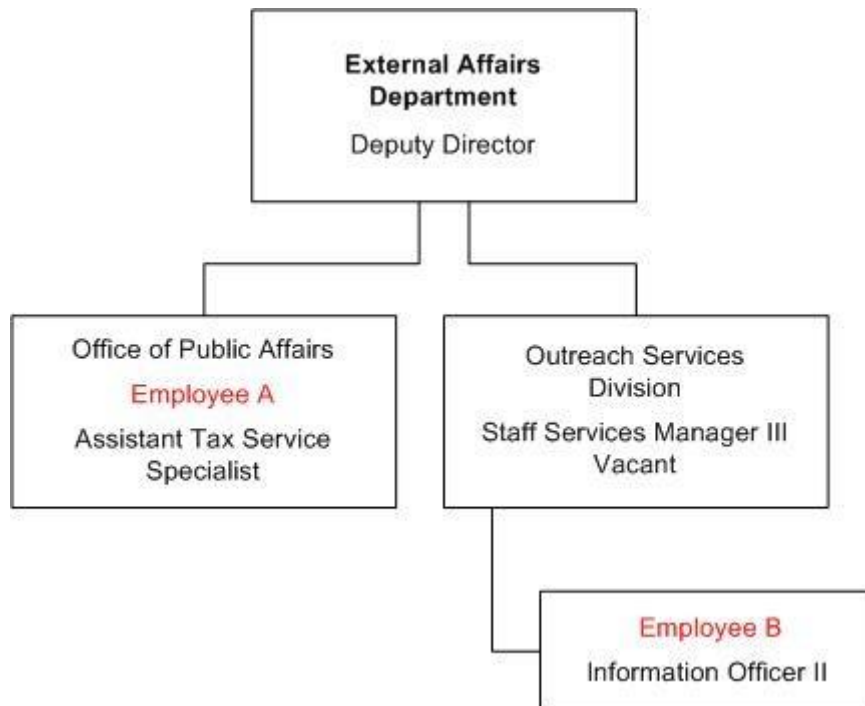 External Affairs
Department
Deputy Director
Office of Public Affairs
Employee A
Assistant Tax Service
Specialist
Outreach Services
Division
Staff Services Manager III
Vacant
Employee B
Information Officer II